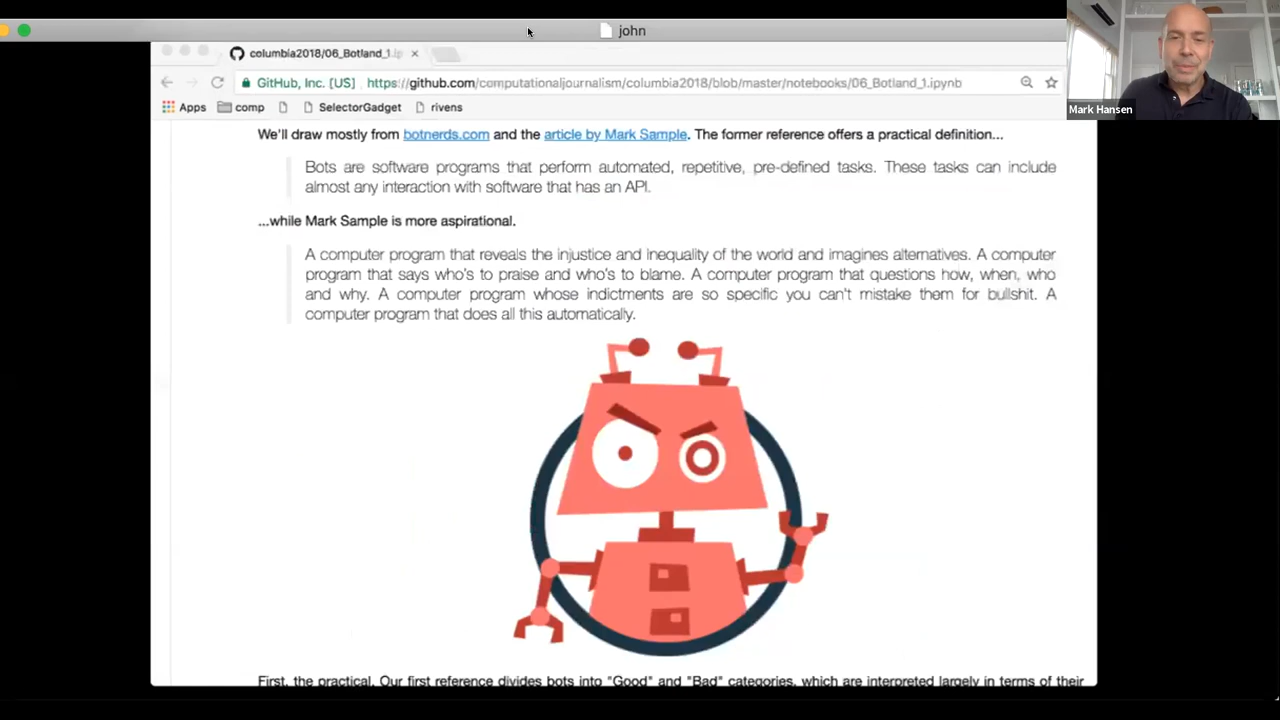 john
columbia2018/06_Botland_1.ip
GitHub, Inc. [US]
https://github.com/computationaljournalism/columbia2018/blob/master/notebooks/06_Botland_1.ipynb
Mark Hansen
Apps
comp
SelectorGadget
rivens
We'll draw mostly from botnerds.com and the article by Mark Sample. The former reference offers a practical definition...
Bots are software programs that perform automated, repetitive, pre-defined tasks. These tasks can include
almost any interaction with software that has an API.
...while Mark Sample is more aspirational.
A computer program that reveals the injustice and inequality of the world and imagines alternatives. A computer
program that says who's to praise and who's to blame. A computer program that questions how, when, who
and why. A computer program whose indictments are so specific you can't mistake them for bullshit. A
computer program that does all this automatically.
First, the practical. Our first reference divides bots into "Good" and "Bad" categories, which are interpreted largely in terms of their